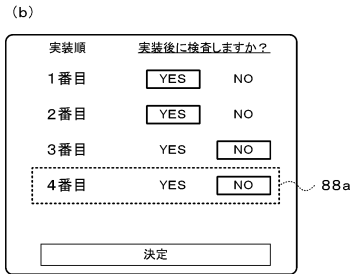 (b)
実装順 実装後に検査しますか？
1番目 YES NO
2番目 YES NO
3番目 YES NO
4番目 YES NO
88a
決定